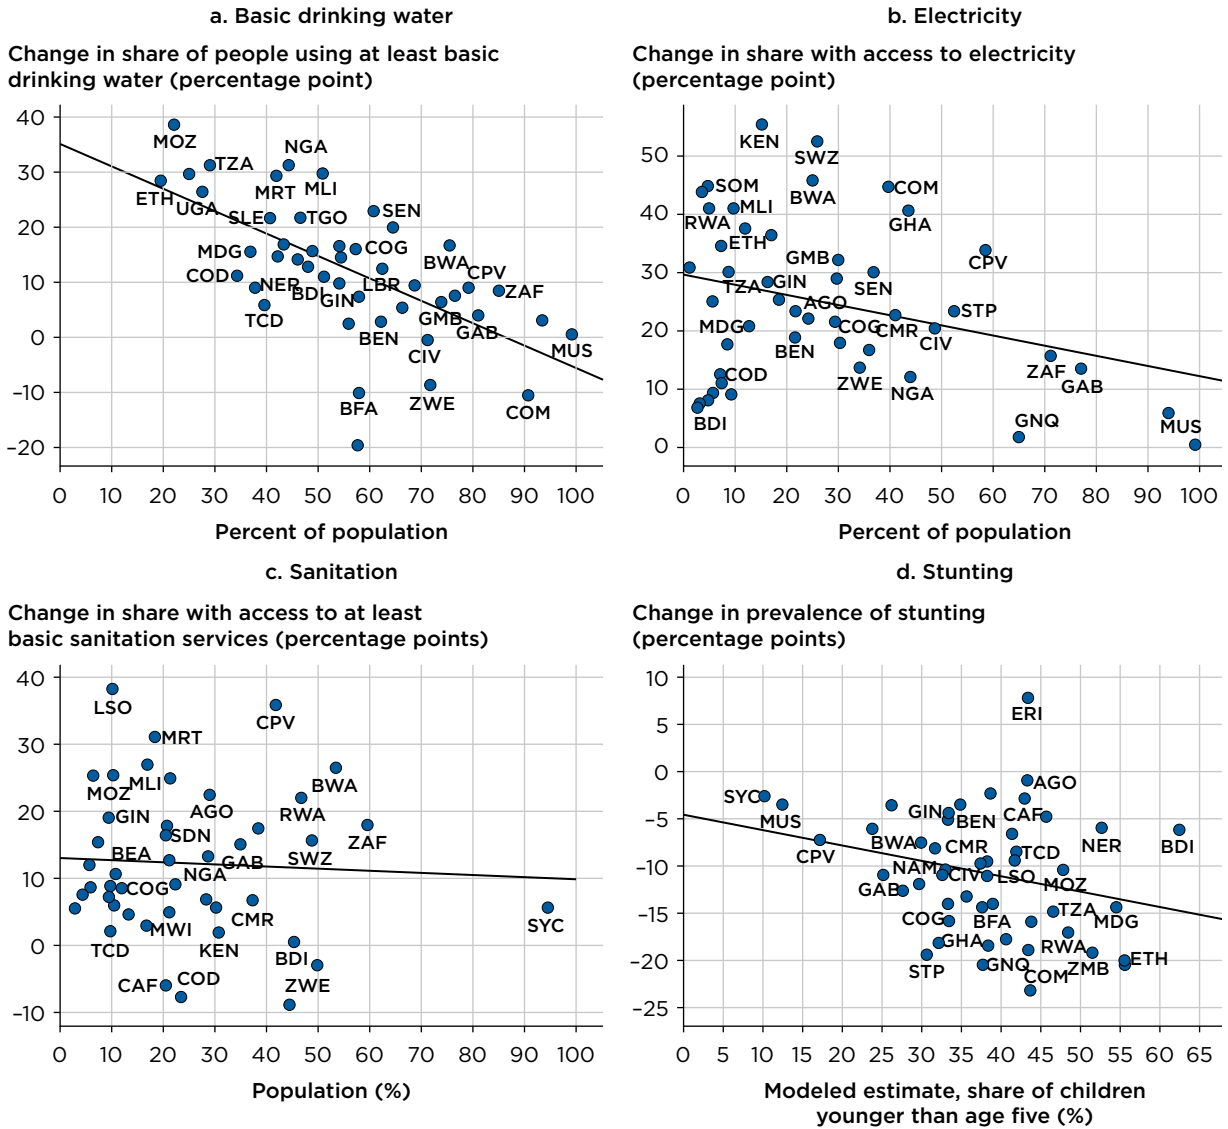 a. Basic drinking water
Change in share of people using at least basic
drinking water (percentage point)
40
30
20
10
0
–10
–20
MOZ
NGA
TZA
MRT
MLI
ETH
UGA
SLE
TGO
SEN
MDG
COG
BWA
COD
NER
BDI
LBR
CPV
ZAF
TCD
GIN
GMB
GAB
BEN
CIV
MUS
BFA
ZWE
COM
0 10 20 30 40 50 60 70 80 90 100
Percent of population
b. Electricity
Change in share with access to electricity
(percentage point)
50
40
30
20
10
0
KEN
SWZ
SOM
BWA
COM
RWA
MLI
GHA
ETH
GMB
CPV
TZA
GIN
SEN
AGO
STP
MDG
COG
CMR
BEN
CIV
COD
ZWE
NGA
ZAF
GAB
BDI
GNQ
MUS
0 10 20 30 40 50 60 70 80 90 100
Percent of population
c. Sanitation
Change in share with access to at least
basic sanitation services (percentage points)
40
30
20
10
0
–10
LSO
CPV
MRT
MOZ
MLI
BWA
GIN
AGO
RWA
SDN
ZAF
BEA
GAB
SWZ
COG
NGA
MWI
CMR
SYC
TCD
KEN
BDI
CAF
COD
ZWE
0 10 20 30 40 50 60 70 80 90 100
Population (%)
d. Stunting
Change in prevalence of stunting
(percentage points)
10
5
0
–5
–10
–15
–20
–25
ERI
AGO
SYC
MUS
GIN
BEN
CAF
CPV
BWA
CMR
TCD
NER
BDI
NAM
CIV
LSO
MOZ
GAB
COG
BFA
TZA
MDG
GHA
RWA
STP
GNQ
COM
ZMB
ETH
0 5 15 10 20 25 30 35 40 45 50 55 60 65
Modeled estimate, share of children
younger than age five (%)